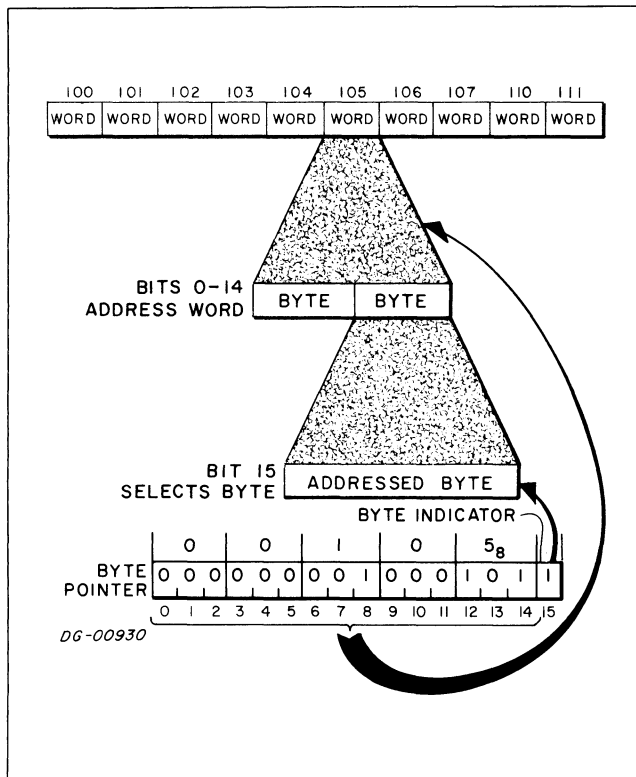 100 101 102 103 104 105 106 107 110 111
WORD WORD WORD WORD WORD WORD WORD WORD WORD WORD
BITS 0-14
ADDRESS WORD
BYTE BYTE
BIT 15
SELECTS BYTE
ADDRESSED BYTE
BYTE INDICATOR
0 0 1 0 5₈
BYTE
POINTER
0 0 0 0 0 0 0 0 1 0 0 0 1 0 1 1
0 1 2 3 4 5 6 7 8 9 10 11 12 13 14 15
DG-00930